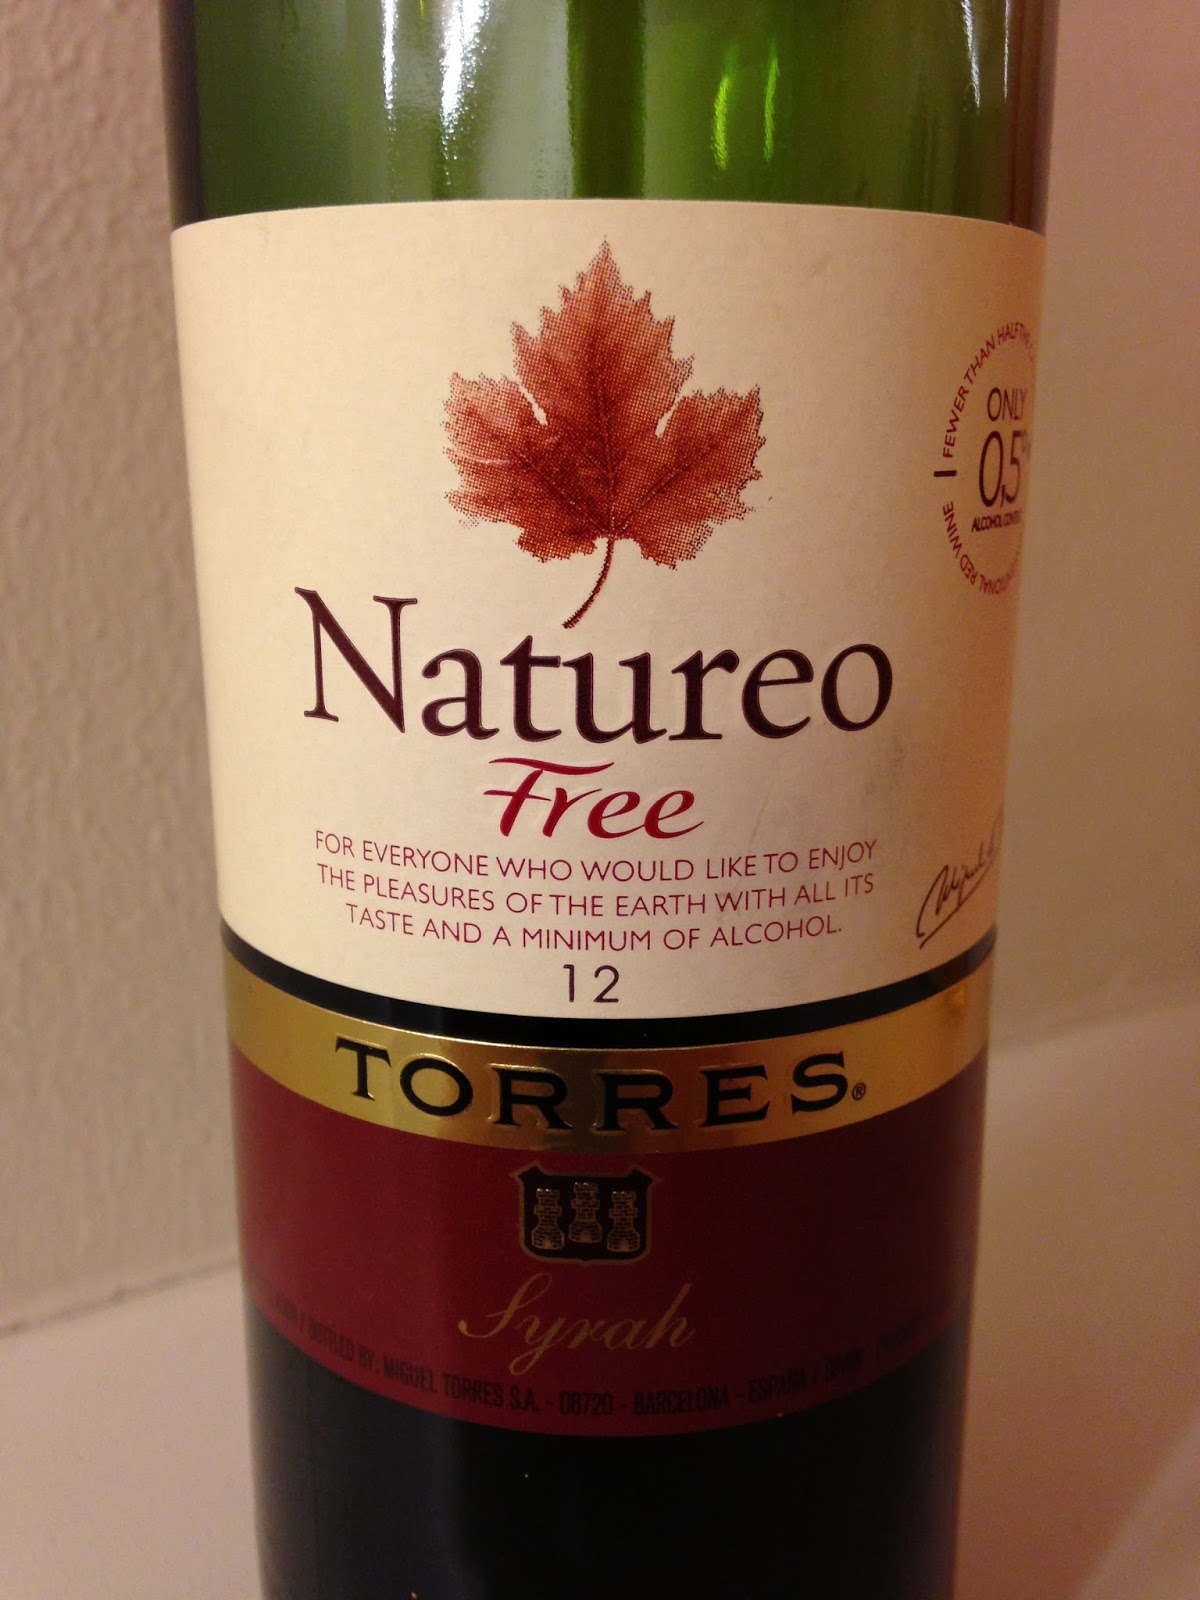 FEWER THAN HALF
ONLY
0,5
ALCOHOL
RED WINE
Natureo
Free
FOR EVERYONE WHO WOULD LIKE TO ENJOY
THE PLEASURES OF THE EARTH WITH ALL ITS
TASTE AND A MINIMUM OF ALCOHOL.
12
TORRES®
Syrah
/ BOTTLED BY: MIGUEL TORRES S.A. - 08720 - BARCELONA - ESPAÑA / SPAIN -